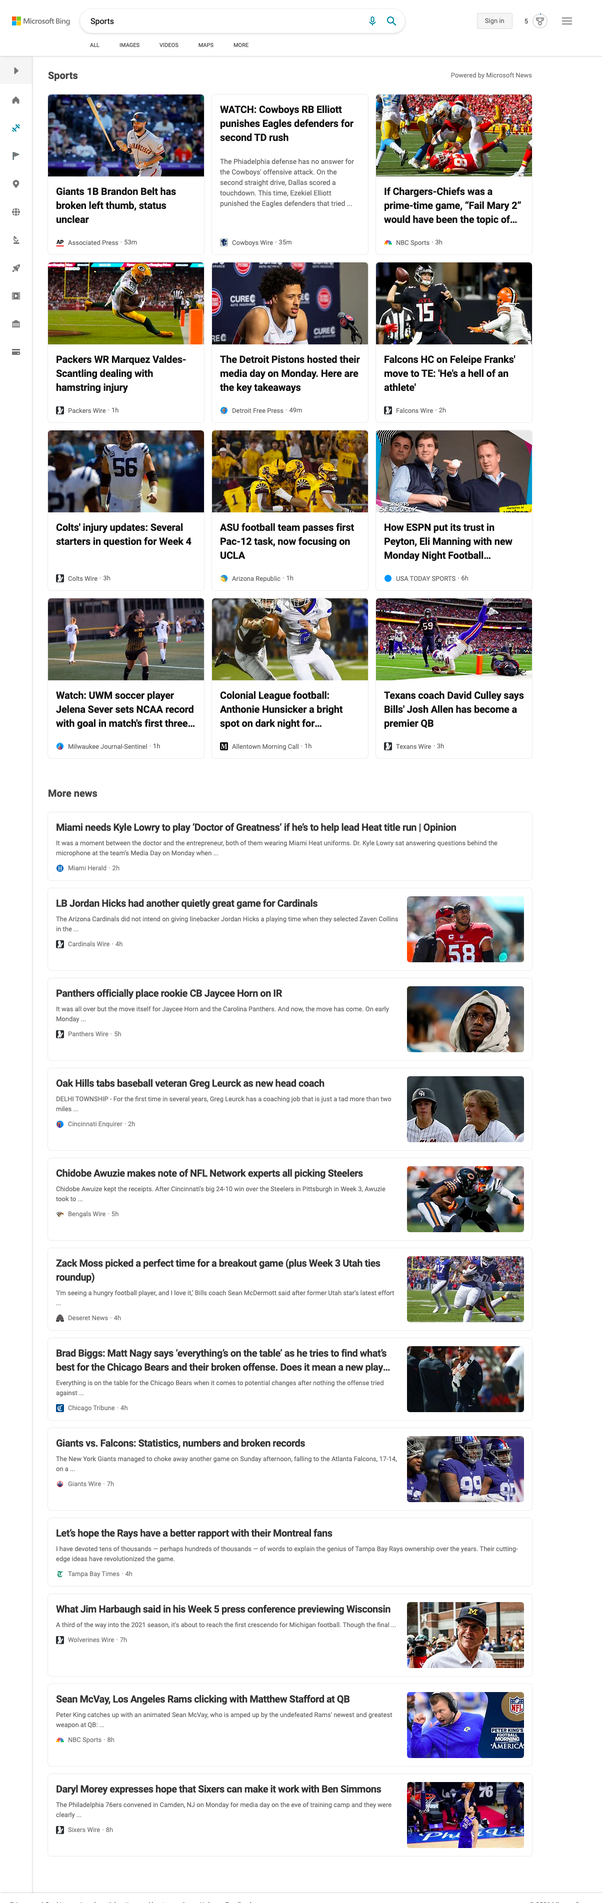 Microsoft Bing
Sports
Sign in
5
ALL IMAGES VIDEOS MAPS MORE
Sports
Powered by Microsoft News
Giants 1B Brandon Belt has
broken left thumb, status
unclear
AP Associated Press · 53m
WATCH: Cowboys RB Elliott
punishes Eagles defenders for
second TD rush
The Philadelphia defense has no answer for
the Cowboys' offensive attack. On the
second straight drive, Dallas scored a
touchdown. This time, Ezekiel Elliott
punished the Eagles defenders that tried ...
Cowboys Wire · 35m
If Chargers-Chiefs was a
prime-time game, “Fail Mary 2”
would have been the topic of...
NBC Sports · 3h
Packers WR Marquez Valdes-
Scantling dealing with
hamstring injury
Packers Wire · 1h
CURE
The Detroit Pistons hosted their
media day on Monday. Here are
the key takeaways
Detroit Free Press · 49m
15
Falcons HC on Feleipe Franks'
move to TE: 'He's a hell of an
athlete'
Falcons Wire · 2h
56
Colts' injury updates: Several
starters in question for Week 4
Colts Wire · 3h
ASU football team passes first
Pac-12 task, now focusing on
UCLA
Arizona Republic · 1h
How ESPN put its trust in
Peyton, Eli Manning with new
Monday Night Football...
USA TODAY SPORTS · 6h
Watch: UWM soccer player
Jelena Sever sets NCAA record
with goal in match's first three...
Milwaukee Journal-Sentinel · 1h
2
Colonial League football:
Anthonie Hunsicker a bright
spot on dark night for...
Allentown Morning Call · 1h
59
Texans coach David Culley says
Bills' Josh Allen has become a
premier QB
Texans Wire · 3h
More news
Miami needs Kyle Lowry to play ‘Doctor of Greatness’ if he’s to help lead Heat title run | Opinion
It was a moment between the doctor and the entrepreneur, both of them wearing Miami Heat uniforms. Dr. Kyle Lowry sat answering questions behind the
microphone at the team’s Media Day on Monday when ...
Miami Herald · 2h
LB Jordan Hicks had another quietly great game for Cardinals
The Arizona Cardinals did not intend on giving linebacker Jordan Hicks a playing time when they selected Zaven Collins
in the ...
Cardinals Wire · 4h
58
Panthers officially place rookie CB Jaycee Horn on IR
It was all over but the move itself for Jaycee Horn and the Carolina Panthers. And now, the move has come. On early
Monday ...
Panthers Wire · 5h
Oak Hills tabs baseball veteran Greg Leurck as new head coach
DELHI TOWNSHIP - For the first time in several years, Greg Leurck has a coaching job that is just a tad more than two
miles ...
Cincinnati Enquirer · 2h
Chidobe Awuzie makes note of NFL Network experts all picking Steelers
Chidobe Awuize kept the receipts. After Cincinnati's big 24-10 win over the Steelers in Pittsburgh in Week 3, Awuzie
took to ...
Bengals Wire · 5h
Zack Moss picked a perfect time for a breakout game (plus Week 3 Utah ties
roundup)
‘I’m seeing a hungry football player, and I love it,’ Bills coach Sean McDermott said after former Utah star’s latest effort
...
Deseret News · 4h
Brad Biggs: Matt Nagy says ‘everything’s on the table’ as he tries to find what’s
best for the Chicago Bears and their broken offense. Does it mean a new play...
Everything is on the table for the Chicago Bears when it comes to potential changes after nothing the offense tried
against ...
Chicago Tribune · 4h
Giants vs. Falcons: Statistics, numbers and broken records
The New York Giants managed to choke away another game on Sunday afternoon, falling to the Atlanta Falcons, 17-14,
on a ...
Giants Wire · 7h
99
98
Let’s hope the Rays have a better rapport with their Montreal fans
I have devoted tens of thousands — perhaps hundreds of thousands — of words to explain the genius of Tampa Bay Rays ownership over the years. Their cutting-
edge ideas have revolutionized the game.
Tampa Bay Times · 4h
What Jim Harbaugh said in his Week 5 press conference previewing Wisconsin
A third of the way into the 2021 season, it's about to reach the first crescendo for Michigan football. Though the final ...
Wolverines Wire · 7h
M
Sean McVay, Los Angeles Rams clicking with Matthew Stafford at QB
Peter King catches up with an animated Sean McVay, who is amped up by the undefeated Rams' newest and greatest
weapon at QB: ...
NBC Sports · 8h
NFL
PETER KING'S
FOOTBALL
MORNING
AMERICA
Daryl Morey expresses hope that Sixers can make it work with Ben Simmons
The Philadelphia 76ers convened in Camden, NJ on Monday for media day on the eve of training camp and they were
clearly ...
Sixers Wire · 8h
76